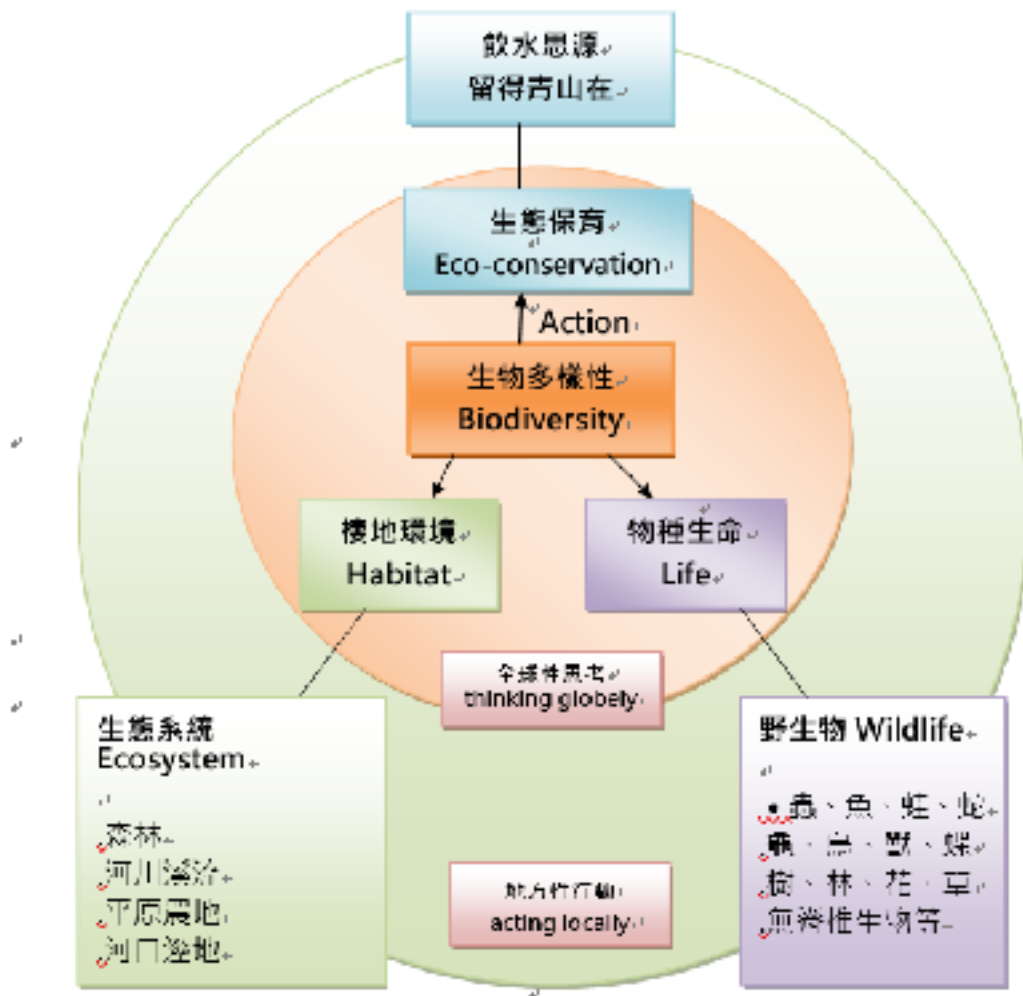 飲水思源
留得青山在
生態保育
Eco-conservation
Action
生物多樣性
Biodiversity
棲地環境
Habitat
物種生命
Life
全球性思考
thinking globely
生態系統
Ecosystem
森林
河川溪流
平原農地
河口溼地
野生物 Wildlife
•蟲、魚、蛙、蛇
龜、鳥、獸、蝶
樹、林、花、草
無脊椎生物等
地方性行動
acting locally